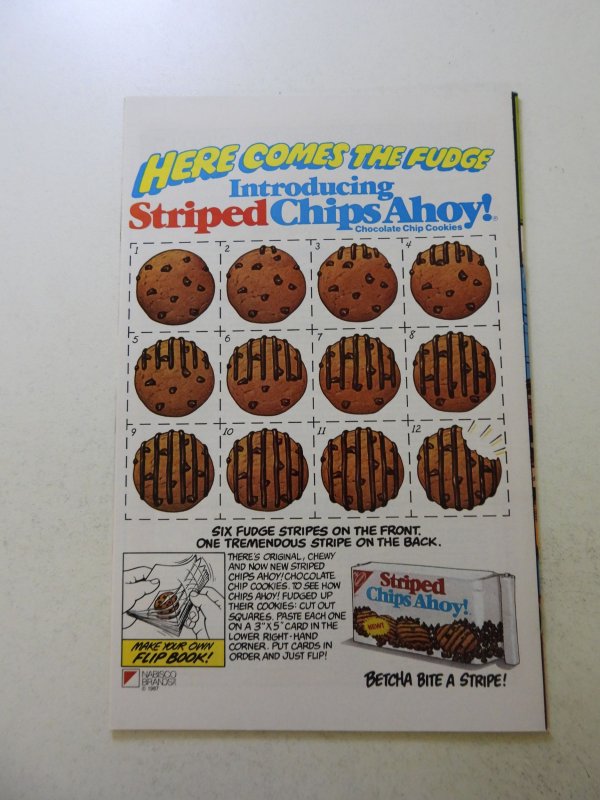 HERE COMES THE FUDGE
Introducing
Striped Chips Ahoy!®
Chocolate Chip Cookies
1 2 3 4
5 6 7 8
9 10 11 12
SIX FUDGE STRIPES ON THE FRONT.
ONE TREMENDOUS STRIPE ON THE BACK.
THERE'S ORIGINAL, CHEWY
AND NOW NEW STRIPED
CHIPS AHOY! CHOCOLATE
CHIP COOKIES. TO SEE HOW
CHIPS AHOY! FUDGED UP
THEIR COOKIES: CUT OUT
SQUARES. PASTE EACH ONE
ON A 3"X5" CARD IN THE
LOWER RIGHT-HAND
CORNER. PUT CARDS IN
ORDER AND JUST FLIP!
MAKE YOUR OWN
FLIP BOOK!
NABISCO
BRANDS
© 1987
Striped
Chips Ahoy!
NEW!
BETCHA BITE A STRIPE!